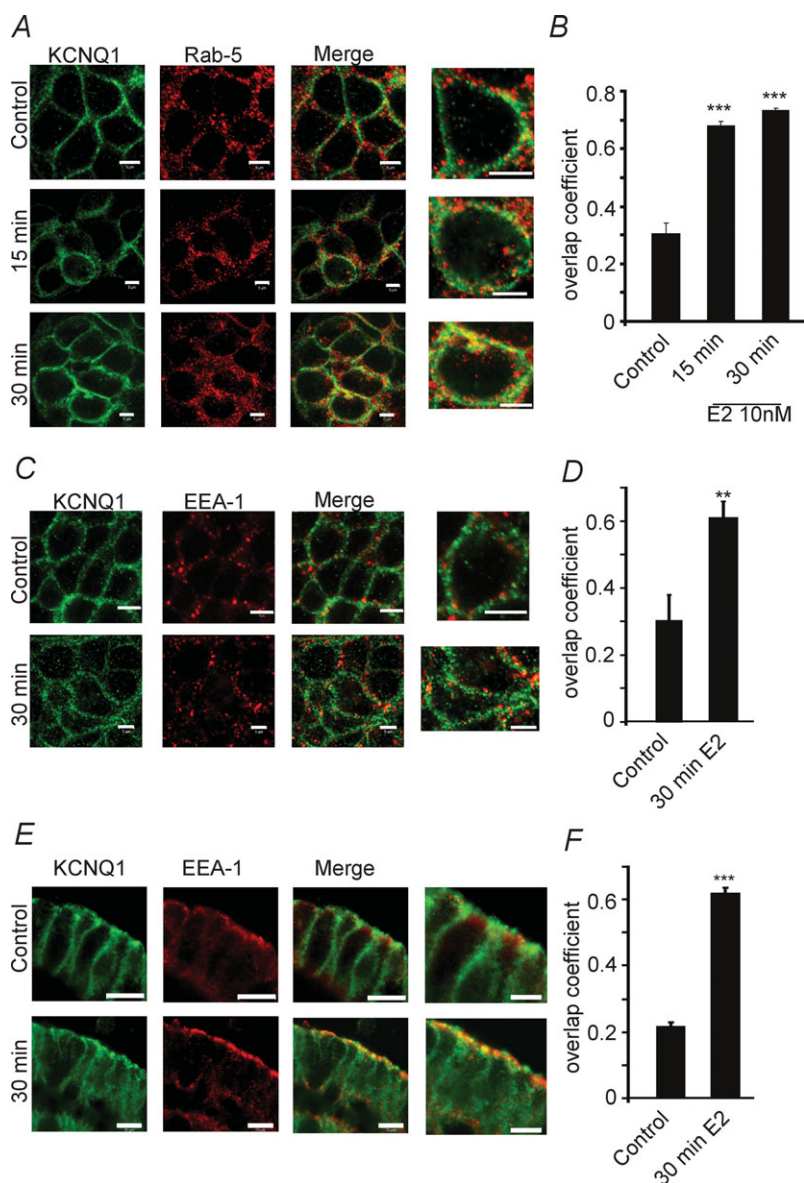 A
KCNQ1 Rab-5 Merge
Control
15 min
30 min
B
overlap coefficient
0.8
0.6
0.4
0.2
0
***
***
Control
15 min
30 min
E2 10nM
C
KCNQ1 EEA-1 Merge
Control
30 min
D
overlap coefficient
0.6
0.4
0.2
0
**
Control
30 min E2
E
KCNQ1 EEA-1 Merge
Control
30 min
F
overlap coefficient
0.6
0.4
0.2
0
***
Control
30 min E2